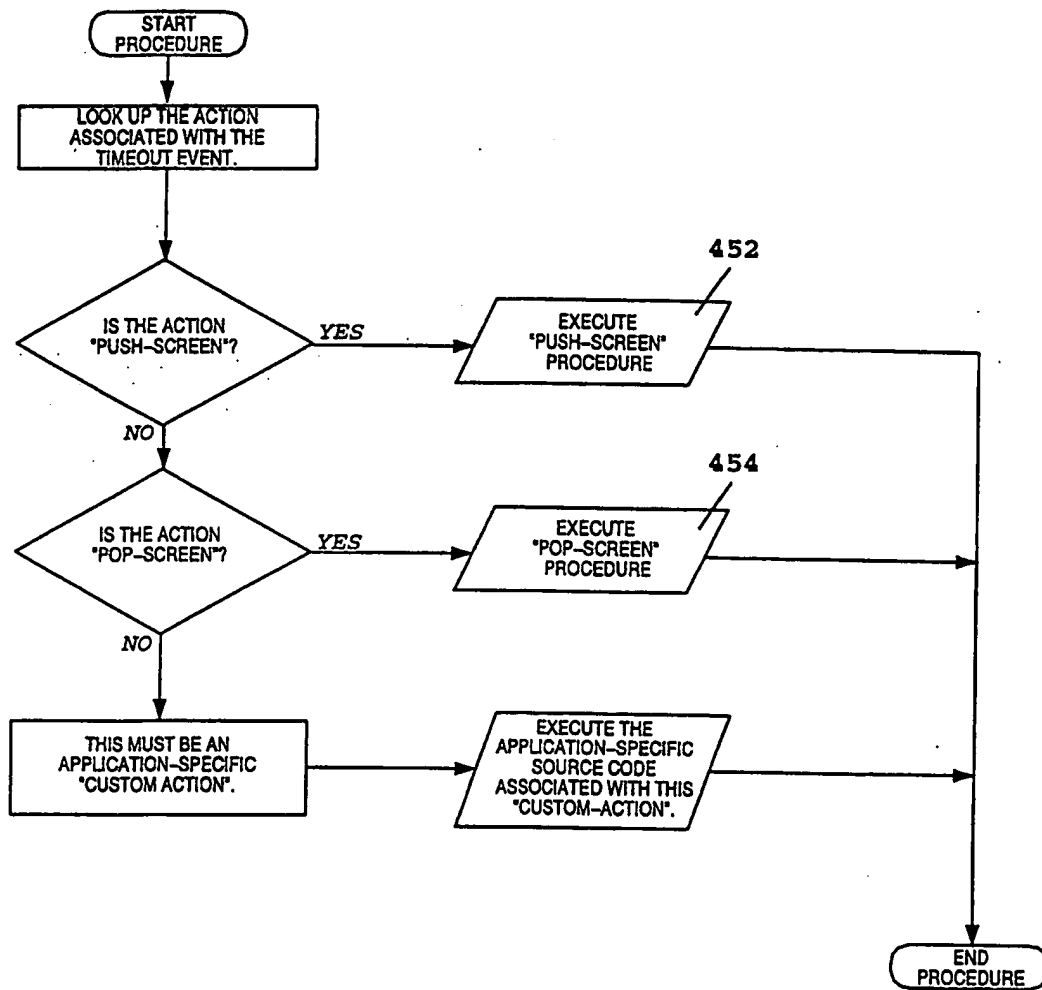 START
PROCEDURE
LOOK UP THE ACTION
ASSOCIATED WITH THE
TIMEOUT EVENT.
452
IS THE ACTION
"PUSH-SCREEN"?
YES
EXECUTE
"PUSH-SCREEN"
PROCEDURE
NO
454
IS THE ACTION
"POP-SCREEN"?
YES
EXECUTE
"POP-SCREEN"
PROCEDURE
NO
THIS MUST BE AN
APPLICATION-SPECIFIC
"CUSTOM ACTION".
EXECUTE THE
APPLICATION-SPECIFIC
SOURCE CODE
ASSOCIATED WITH THIS
"CUSTOM-ACTION".
END
PROCEDURE